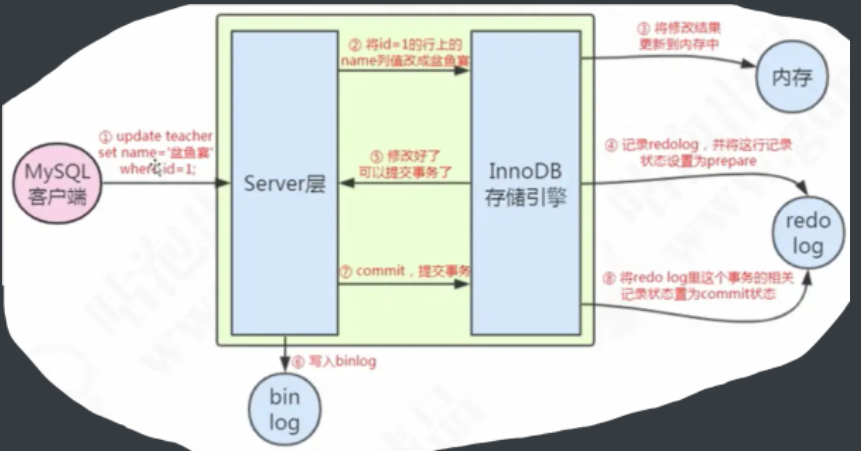 ① update teacher
set name='盆鱼宴'
where id=1;
MySQL
客户端
Server层
② 将id=1的行上的
name列值改成盆鱼宴
⑤ 修改好了
可以提交事务了
⑦ commit，提交事务
InnoDB
存储引擎
③ 将修改结果
更新到内存中
内存
④ 记录redolog，并将这行记录
状态设置为prepare
redo
log
⑧ 将redo log里这个事务的相关
记录状态置为commit状态
⑥ 写入binlog
bin
log